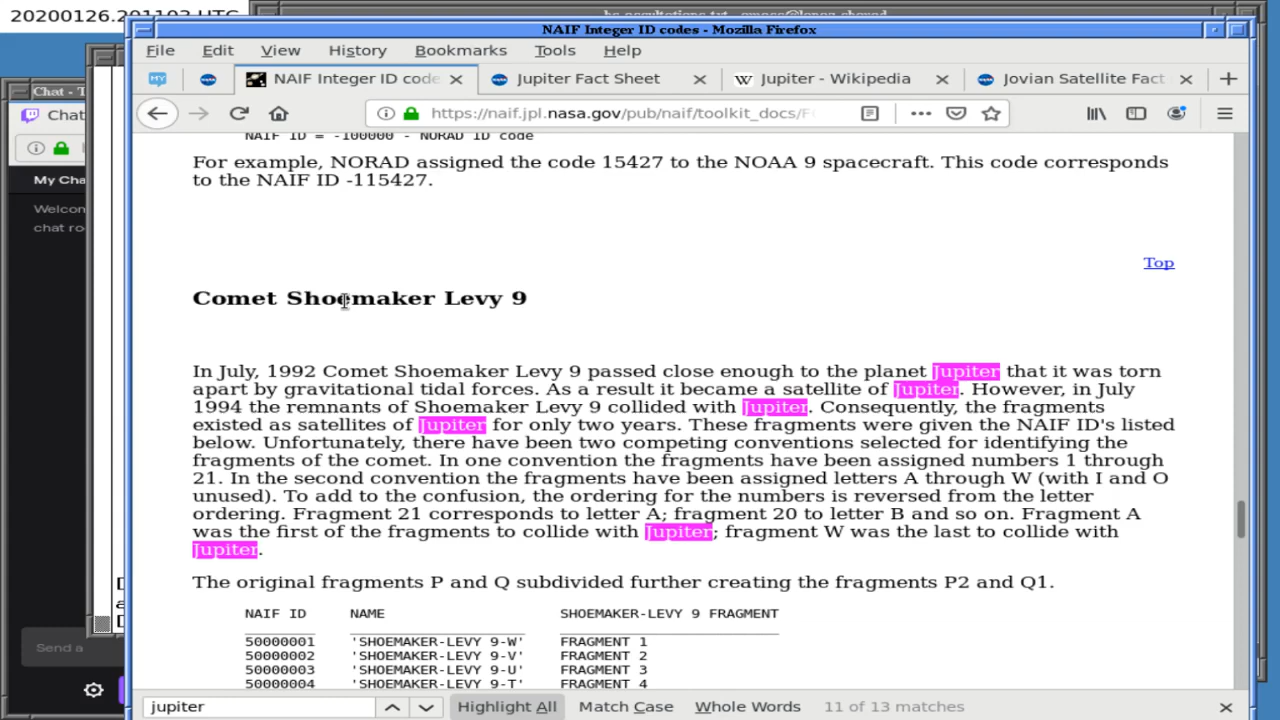 20200126.201103 UTC
NAIF Integer ID codes - Mozilla Firefox
File Edit View History Bookmarks Tools Help
NAIF Integer ID code
Jupiter Fact Sheet
Jupiter - Wikipedia
Jovian Satellite Fact
https://naif.jpl.nasa.gov/pub/naif/toolkit_docs/F
Chat - T
Chat
My Cha
Welcon
chat ro
Send a
NAIF ID = -100000 - NORAD ID code
For example, NORAD assigned the code 15427 to the NOAA 9 spacecraft. This code corresponds
to the NAIF ID -115427.
Top
Comet Shoemaker Levy 9
In July, 1992 Comet Shoemaker Levy 9 passed close enough to the planet Jupiter that it was torn
apart by gravitational tidal forces. As a result it became a satellite of Jupiter. However, in July
1994 the remnants of Shoemaker Levy 9 collided with Jupiter. Consequently, the fragments
existed as satellites of Jupiter for only two years. These fragments were given the NAIF ID's listed
below. Unfortunately, there have been two competing conventions selected for identifying the
fragments of the comet. In one convention the fragments have been assigned numbers 1 through
21. In the second convention the fragments have been assigned letters A through W (with I and O
unused). To add to the confusion, the ordering for the numbers is reversed from the letter
ordering. Fragment 21 corresponds to letter A; fragment 20 to letter B and so on. Fragment A
was the first of the fragments to collide with Jupiter; fragment W was the last to collide with
Jupiter.
The original fragments P and Q subdivided further creating the fragments P2 and Q1.
NAIF ID NAME SHOEMAKER-LEVY 9 FRAGMENT
50000001 'SHOEMAKER-LEVY 9-W' FRAGMENT 1
50000002 'SHOEMAKER-LEVY 9-V' FRAGMENT 2
50000003 'SHOEMAKER-LEVY 9-U' FRAGMENT 3
50000004 'SHOEMAKER-LEVY 9-T' FRAGMENT 4
jupiter
Highlight All Match Case Whole Words 11 of 13 matches